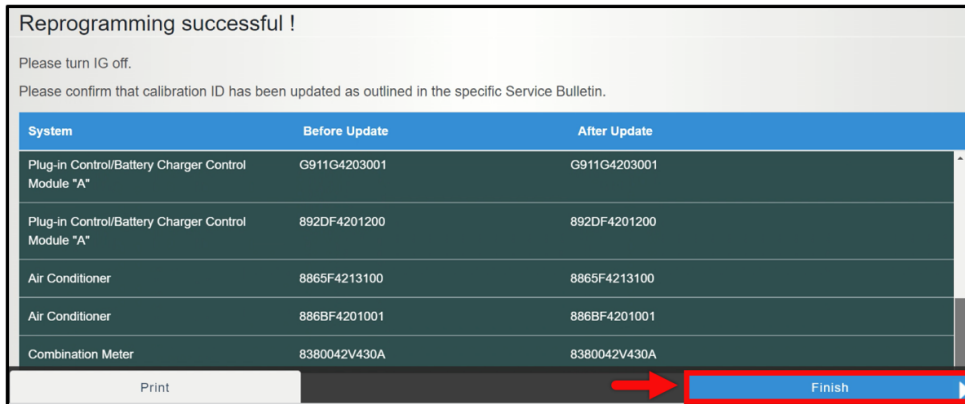 Reprogramming successful !
Please turn IG off.
Please confirm that calibration ID has been updated as outlined in the specific Service Bulletin.
System Before Update After Update
Plug-in Control/Battery Charger Control G911G4203001 G911G4203001
Module "A"
Plug-in Control/Battery Charger Control 892DF4201200 892DF4201200
Module "A"
Air Conditioner 8865F4213100 8865F4213100
Air Conditioner 886BF4201001 886BF4201001
Combination Meter 8380042V430A 8380042V430A
Print Finish